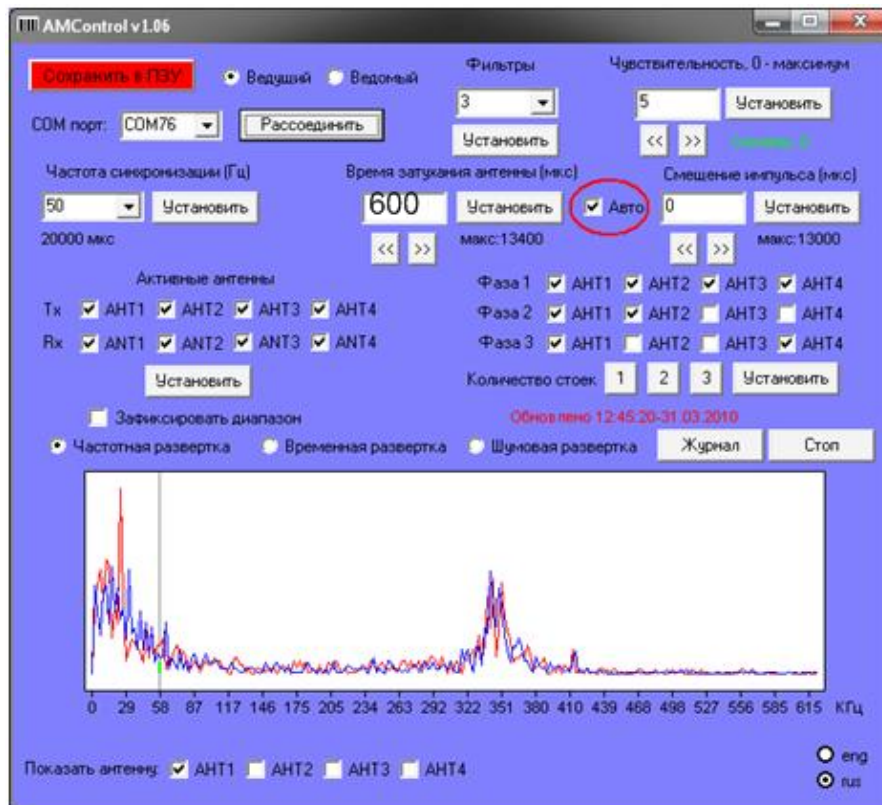 AMControl v1.06
Сохранить в ПЗУ
Ведущий Ведомый
Фильтры
Чувствительность, 0 - максимум
3
5 Установить
COM порт: COM76 Рассоединить
Установить
<< >>
Частота синхронизации (Гц)
Время затухания антенны (мкс)
Смещение импульса (мкс)
50 Установить
600 Установить
Авто
0 Установить
20000 мкс
<< >> макс:13400
<< >> макс:13000
Активные антенны
Tx АНТ1 АНТ2 АНТ3 АНТ4
Rx ANT1 ANT2 ANT3 ANT4
Установить
Фаза 1 АНТ1 АНТ2 АНТ3 АНТ4
Фаза 2 АНТ1 АНТ2 АНТ3 АНТ4
Фаза 3 АНТ1 АНТ2 АНТ3 АНТ4
Количество стоек 1 2 3 Установить
Зафиксировать диапазон
Обновлено 12:45:20-31.03.2010
Частотная развертка Временная развертка Шумовая развертка Журнал Стоп
0 29 58 87 117 146 175 205 234 263 292 322 351 380 410 439 468 498 527 556 585 615 КГц
Показать антенну: АНТ1 АНТ2 АНТ3 АНТ4
eng
rus